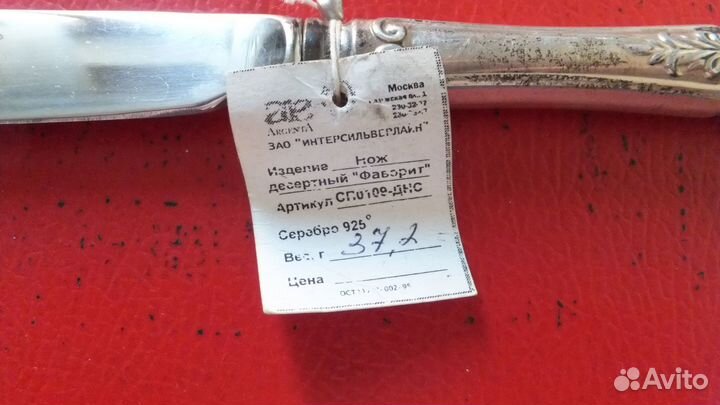 Москва
ARGENTA
ЗАО "ИНТЕРСИЛЬВЕРЛАЙН"
Изделие Нож
десертный "Фаворит"
Артикул СП0109-ДНС
Серебро 925°
Вес, г 37,2
Цена
Avito